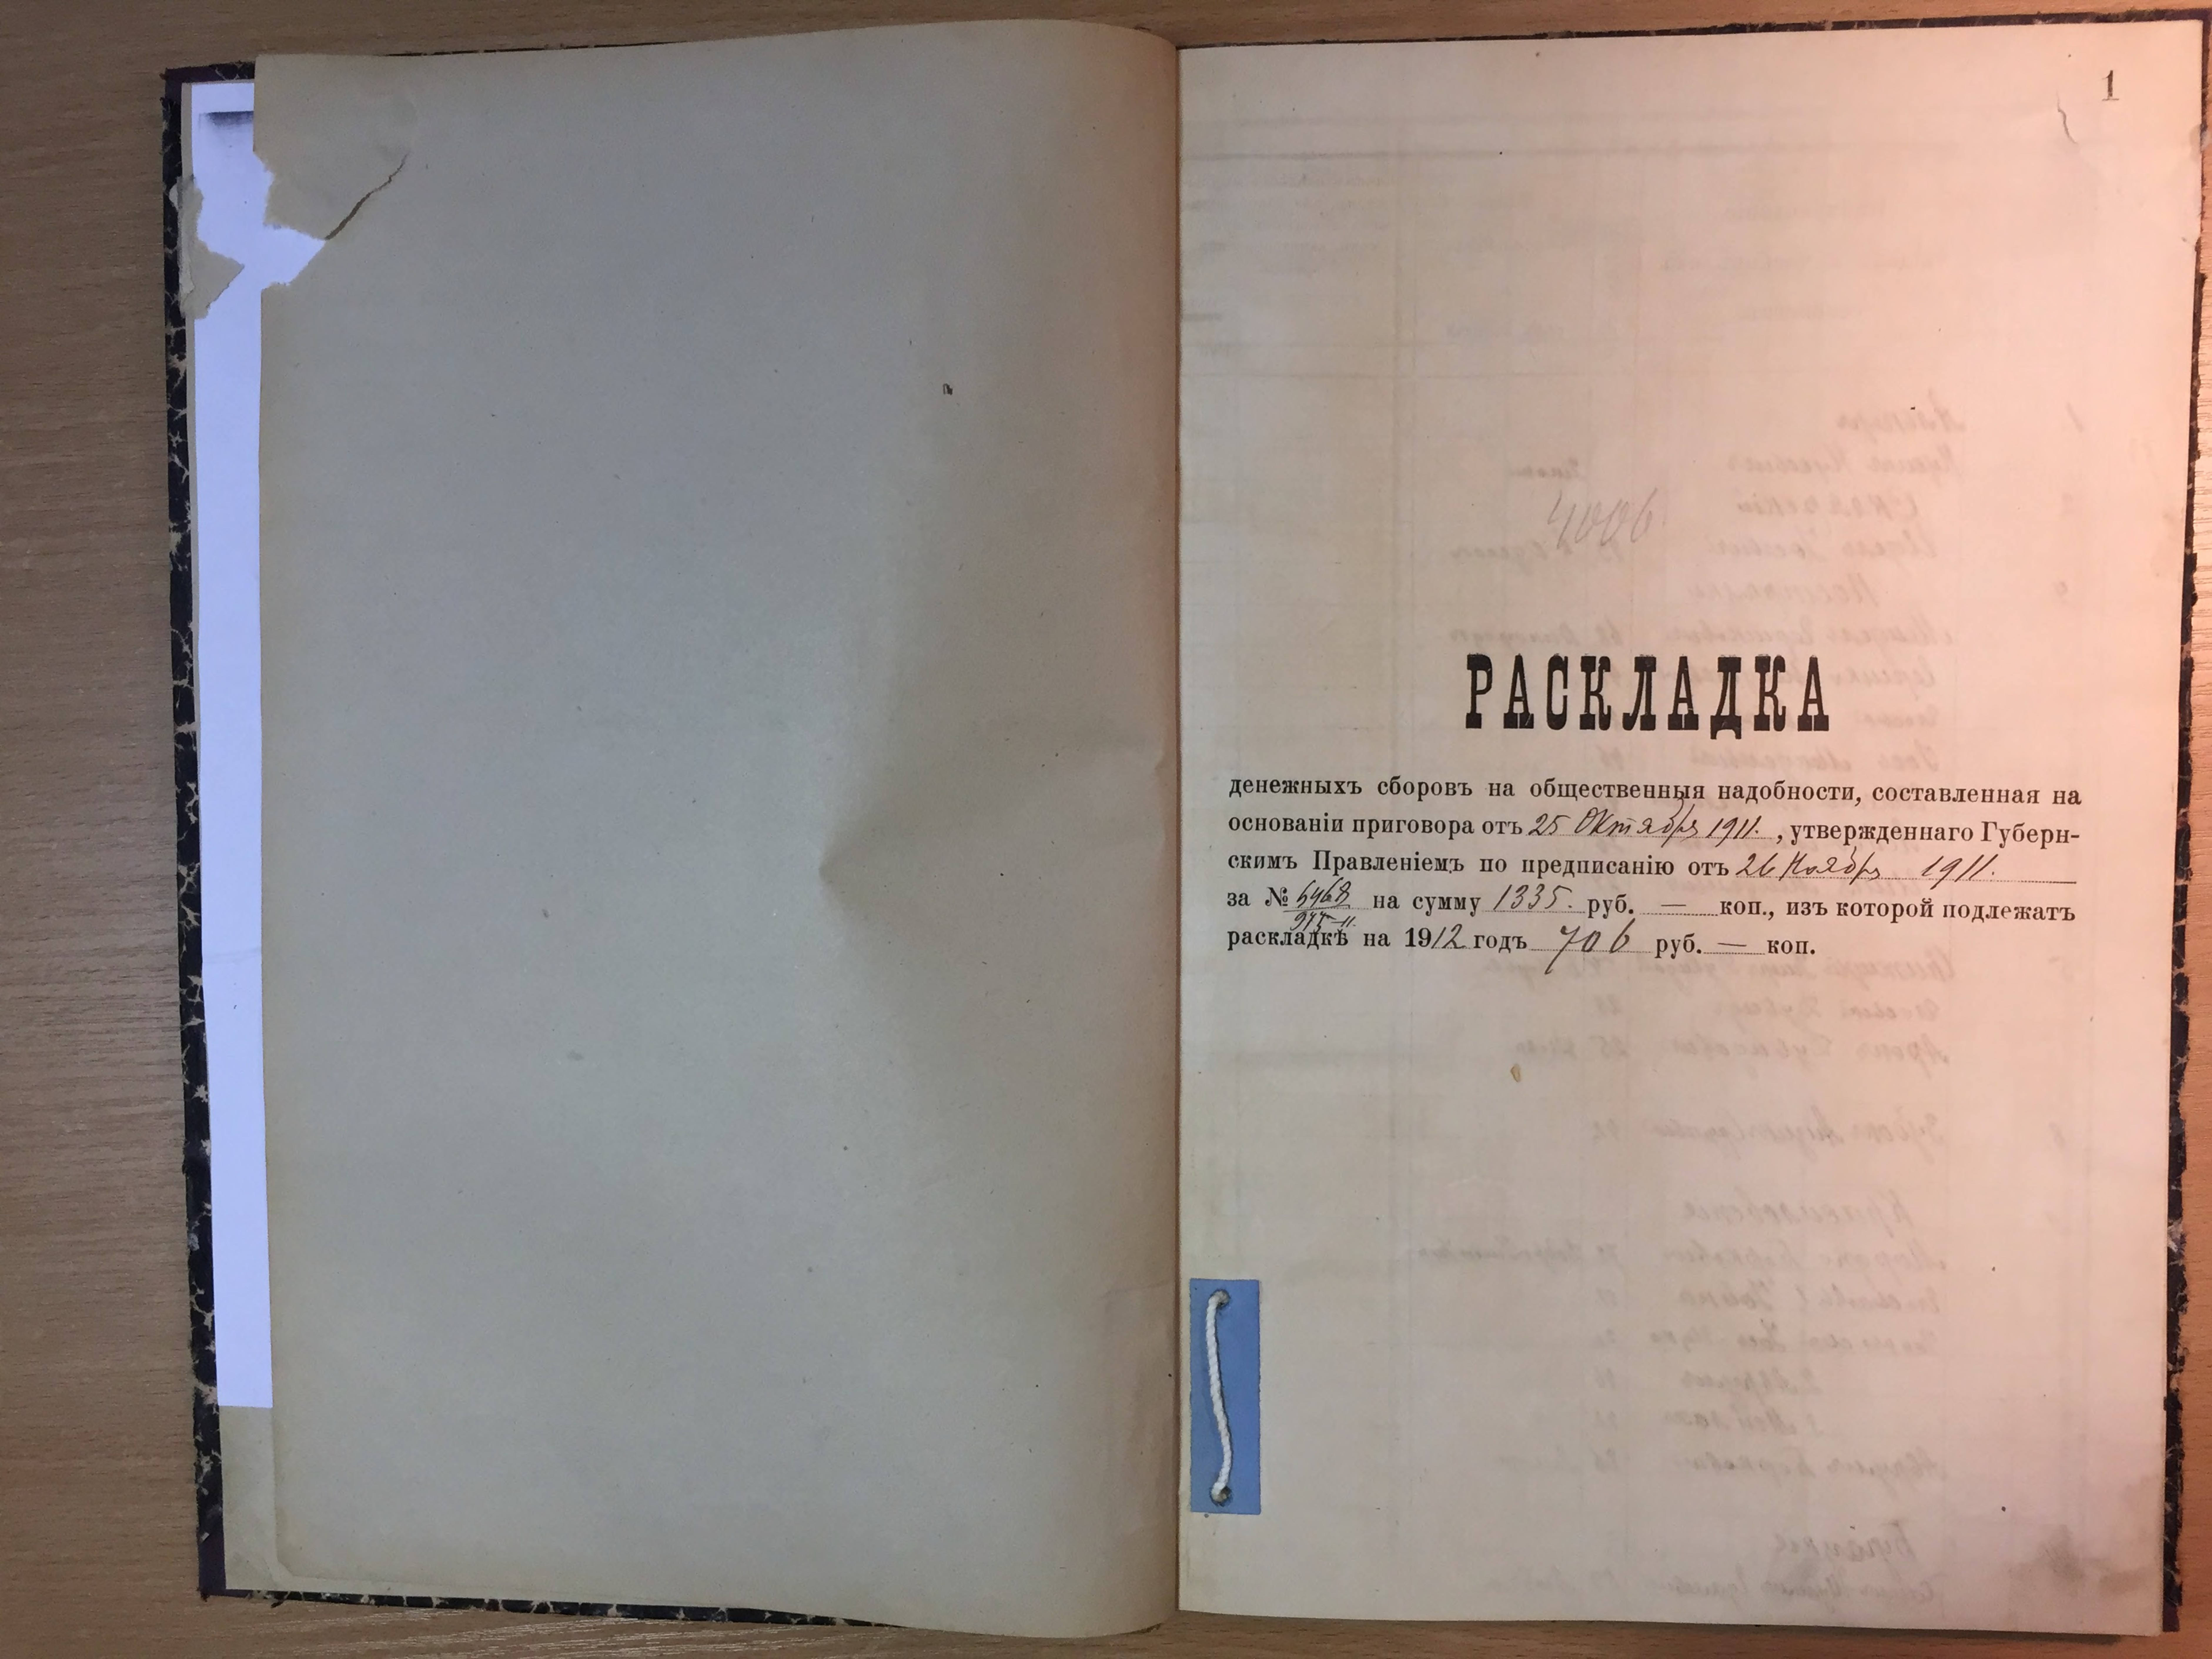 1
РАСКЛАДКА
денежныхъ сборовъ на общественныя надобности, составленная на
основаніи приговора отъ 25 Октября 1911. , утвержденнаго Губерн-
скимъ Правленіемъ по предписанію отъ 26 Ноября 1911.
за № на сумму 1335. руб. — коп., изъ которой подлежатъ
раскладкѣ на 1912 годъ 706 руб. — коп.